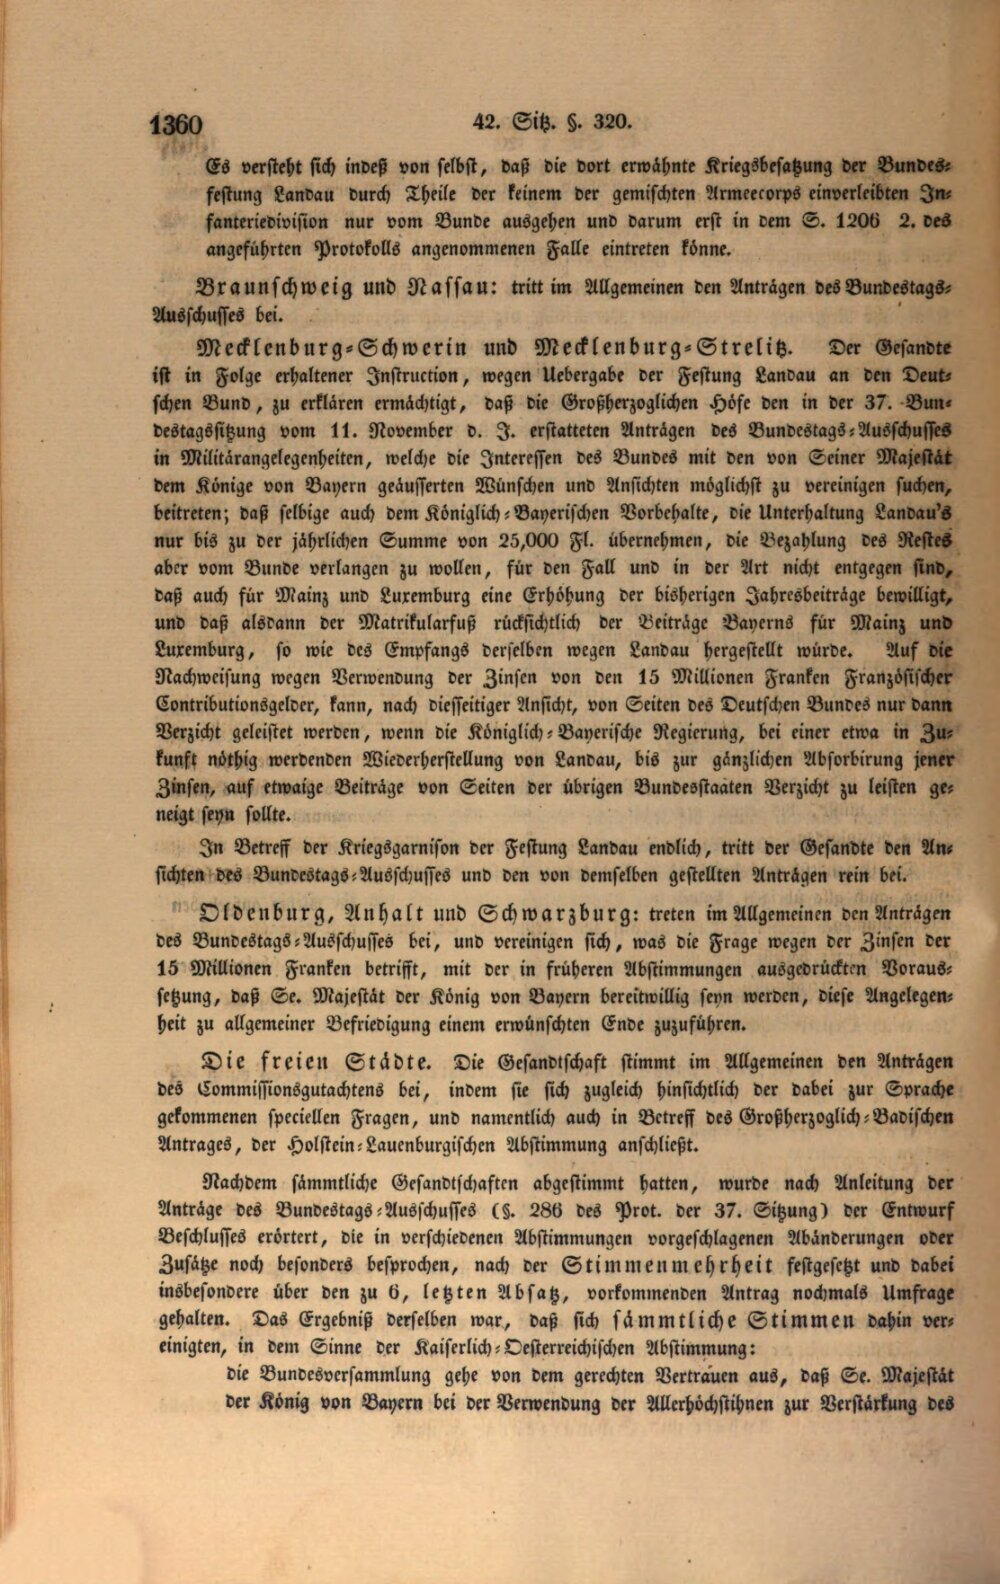 1360
42. Sitz. §. 320.
Es versteht sich indeß von selbst, daß die dort erwähnte Kriegsbesatzung der Bundes-
festung Landau durch Theile der keinem der gemischten Armeecorps einverleibten In-
fanteriedivision nur vom Bunde ausgehen und darum erst in dem S. 1206 2. des
angeführten Protokolls angenommenen Falle eintreten könne.
Braunschweig und Nassau: tritt im Allgemeinen den Anträgen des Bundestags-
Ausschusses bei.
Mecklenburg-Schwerin und Mecklenburg-Strelitz. Der Gesandte
ist in Folge erhaltener Instruction, wegen Uebergabe der Festung Landau an den Deut-
schen Bund, zu erklären ermächtigt, daß die Großherzoglichen Höfe den in der 37. Bun-
destagssitzung vom 11. November d. J. erstatteten Anträgen des Bundestags-Ausschusses
in Militärangelegenheiten, welche die Interessen des Bundes mit den von Seiner Majestät
dem Könige von Bayern geäusserten Wünschen und Ansichten möglichst zu vereinigen suchen,
beitreten; daß selbige auch dem Königlich-Bayerischen Vorbehalte, die Unterhaltung Landau's
nur bis zu der jährlichen Summe von 25,000 Fl. übernehmen, die Bezahlung des Restes
aber vom Bunde verlangen zu wollen, für den Fall und in der Art nicht entgegen sind,
daß auch für Mainz und Luxemburg eine Erhöhung der bisherigen Jahresbeiträge bewilligt,
und daß alsdann der Matrikularfuß rücksichtlich der Beiträge Bayerns für Mainz und
Luxemburg, so wie des Empfangs derselben wegen Landau hergestellt würde. Auf die
Nachweisung wegen Verwendung der Zinsen von den 15 Millionen Franken Französischer
Contributionsgelder, kann, nach diesseitiger Ansicht, von Seiten des Deutschen Bundes nur dann
Verzicht geleistet werden, wenn die Königlich-Bayerische Regierung, bei einer etwa in Zu-
kunft nöthig werdenden Wiederherstellung von Landau, bis zur gänzlichen Absorbirung jener
Zinsen, auf etwaige Beiträge von Seiten der übrigen Bundesstaaten Verzicht zu leisten ge-
neigt seyn sollte.
In Betreff der Kriegsgarnison der Festung Landau endlich, tritt der Gesandte den An-
sichten des Bundestags-Ausschusses und den von demselben gestellten Anträgen rein bei.
Oldenburg, Anhalt und Schwarzburg: treten im Allgemeinen den Anträgen
des Bundestags-Ausschusses bei, und vereinigen sich, was die Frage wegen der Zinsen der
15 Millionen Franken betrifft, mit der in früheren Abstimmungen ausgedrückten Voraus-
setzung, daß Se. Majestät der König von Bayern bereitwillig seyn werden, diese Angelegen-
heit zu allgemeiner Befriedigung einem erwünschten Ende zuzuführen.
Die freien Städte. Die Gesandtschaft stimmt im Allgemeinen den Anträgen
des Commissionsgutachtens bei, indem sie sich zugleich hinsichtlich der dabei zur Sprache
gekommenen speciellen Fragen, und namentlich auch in Betreff des Großherzoglich-Badischen
Antrages, der Holstein-Lauenburgischen Abstimmung anschließt.
Nachdem sämmtliche Gesandtschaften abgestimmt hatten, wurde nach Anleitung der
Anträge des Bundestags-Ausschusses (§. 286 des Prot. der 37. Sitzung) der Entwurf
Beschlusses erörtert, die in verschiedenen Abstimmungen vorgeschlagenen Abänderungen oder
Zusätze noch besonders besprochen, nach der Stimmenmehrheit festgesetzt und dabei
insbesondere über den zu 6, letzten Absatz, vorkommenden Antrag nochmals Umfrage
gehalten. Das Ergebniß derselben war, daß sich sämmtliche Stimmen dahin ver-
einigten, in dem Sinne der Kaiserlich-Oesterreichischen Abstimmung:
die Bundesversammlung gehe von dem gerechten Vertrauen aus, daß Se. Majestät
der König von Bayern bei der Verwendung der Allerhöchstihnen zur Verstärkung des